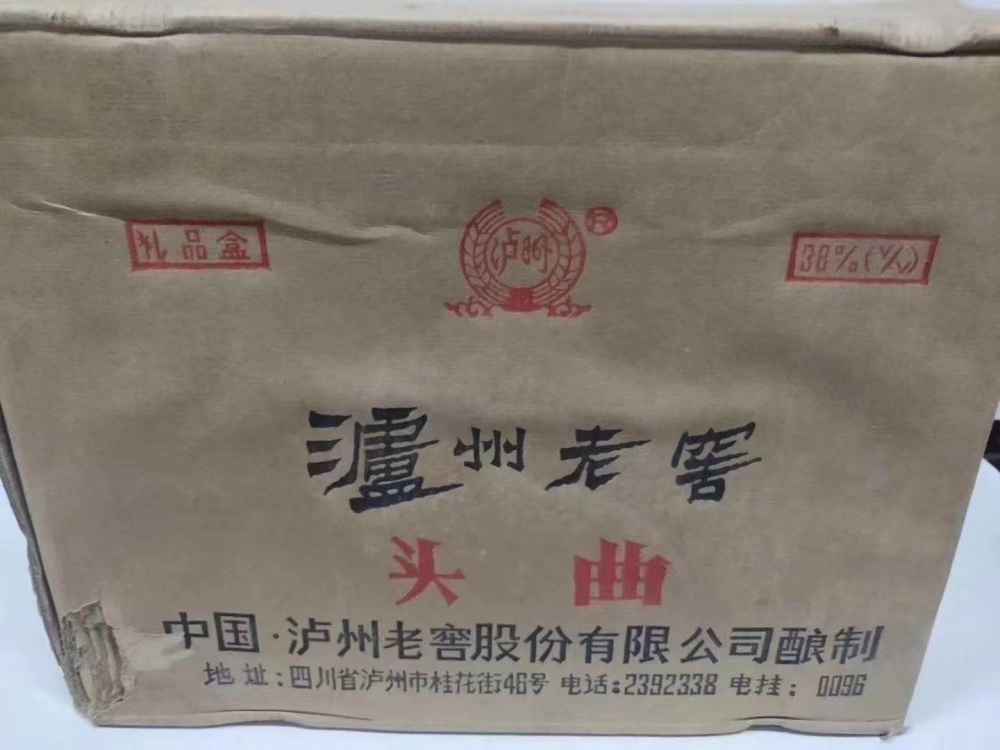 礼品盒
泸州
R
38%(V/V)
瀘州老窖
头曲
中国·泸州老窖股份有限公司酿制
地址:四川省泸州市桂花街46号 电话:2392338 电挂:0096